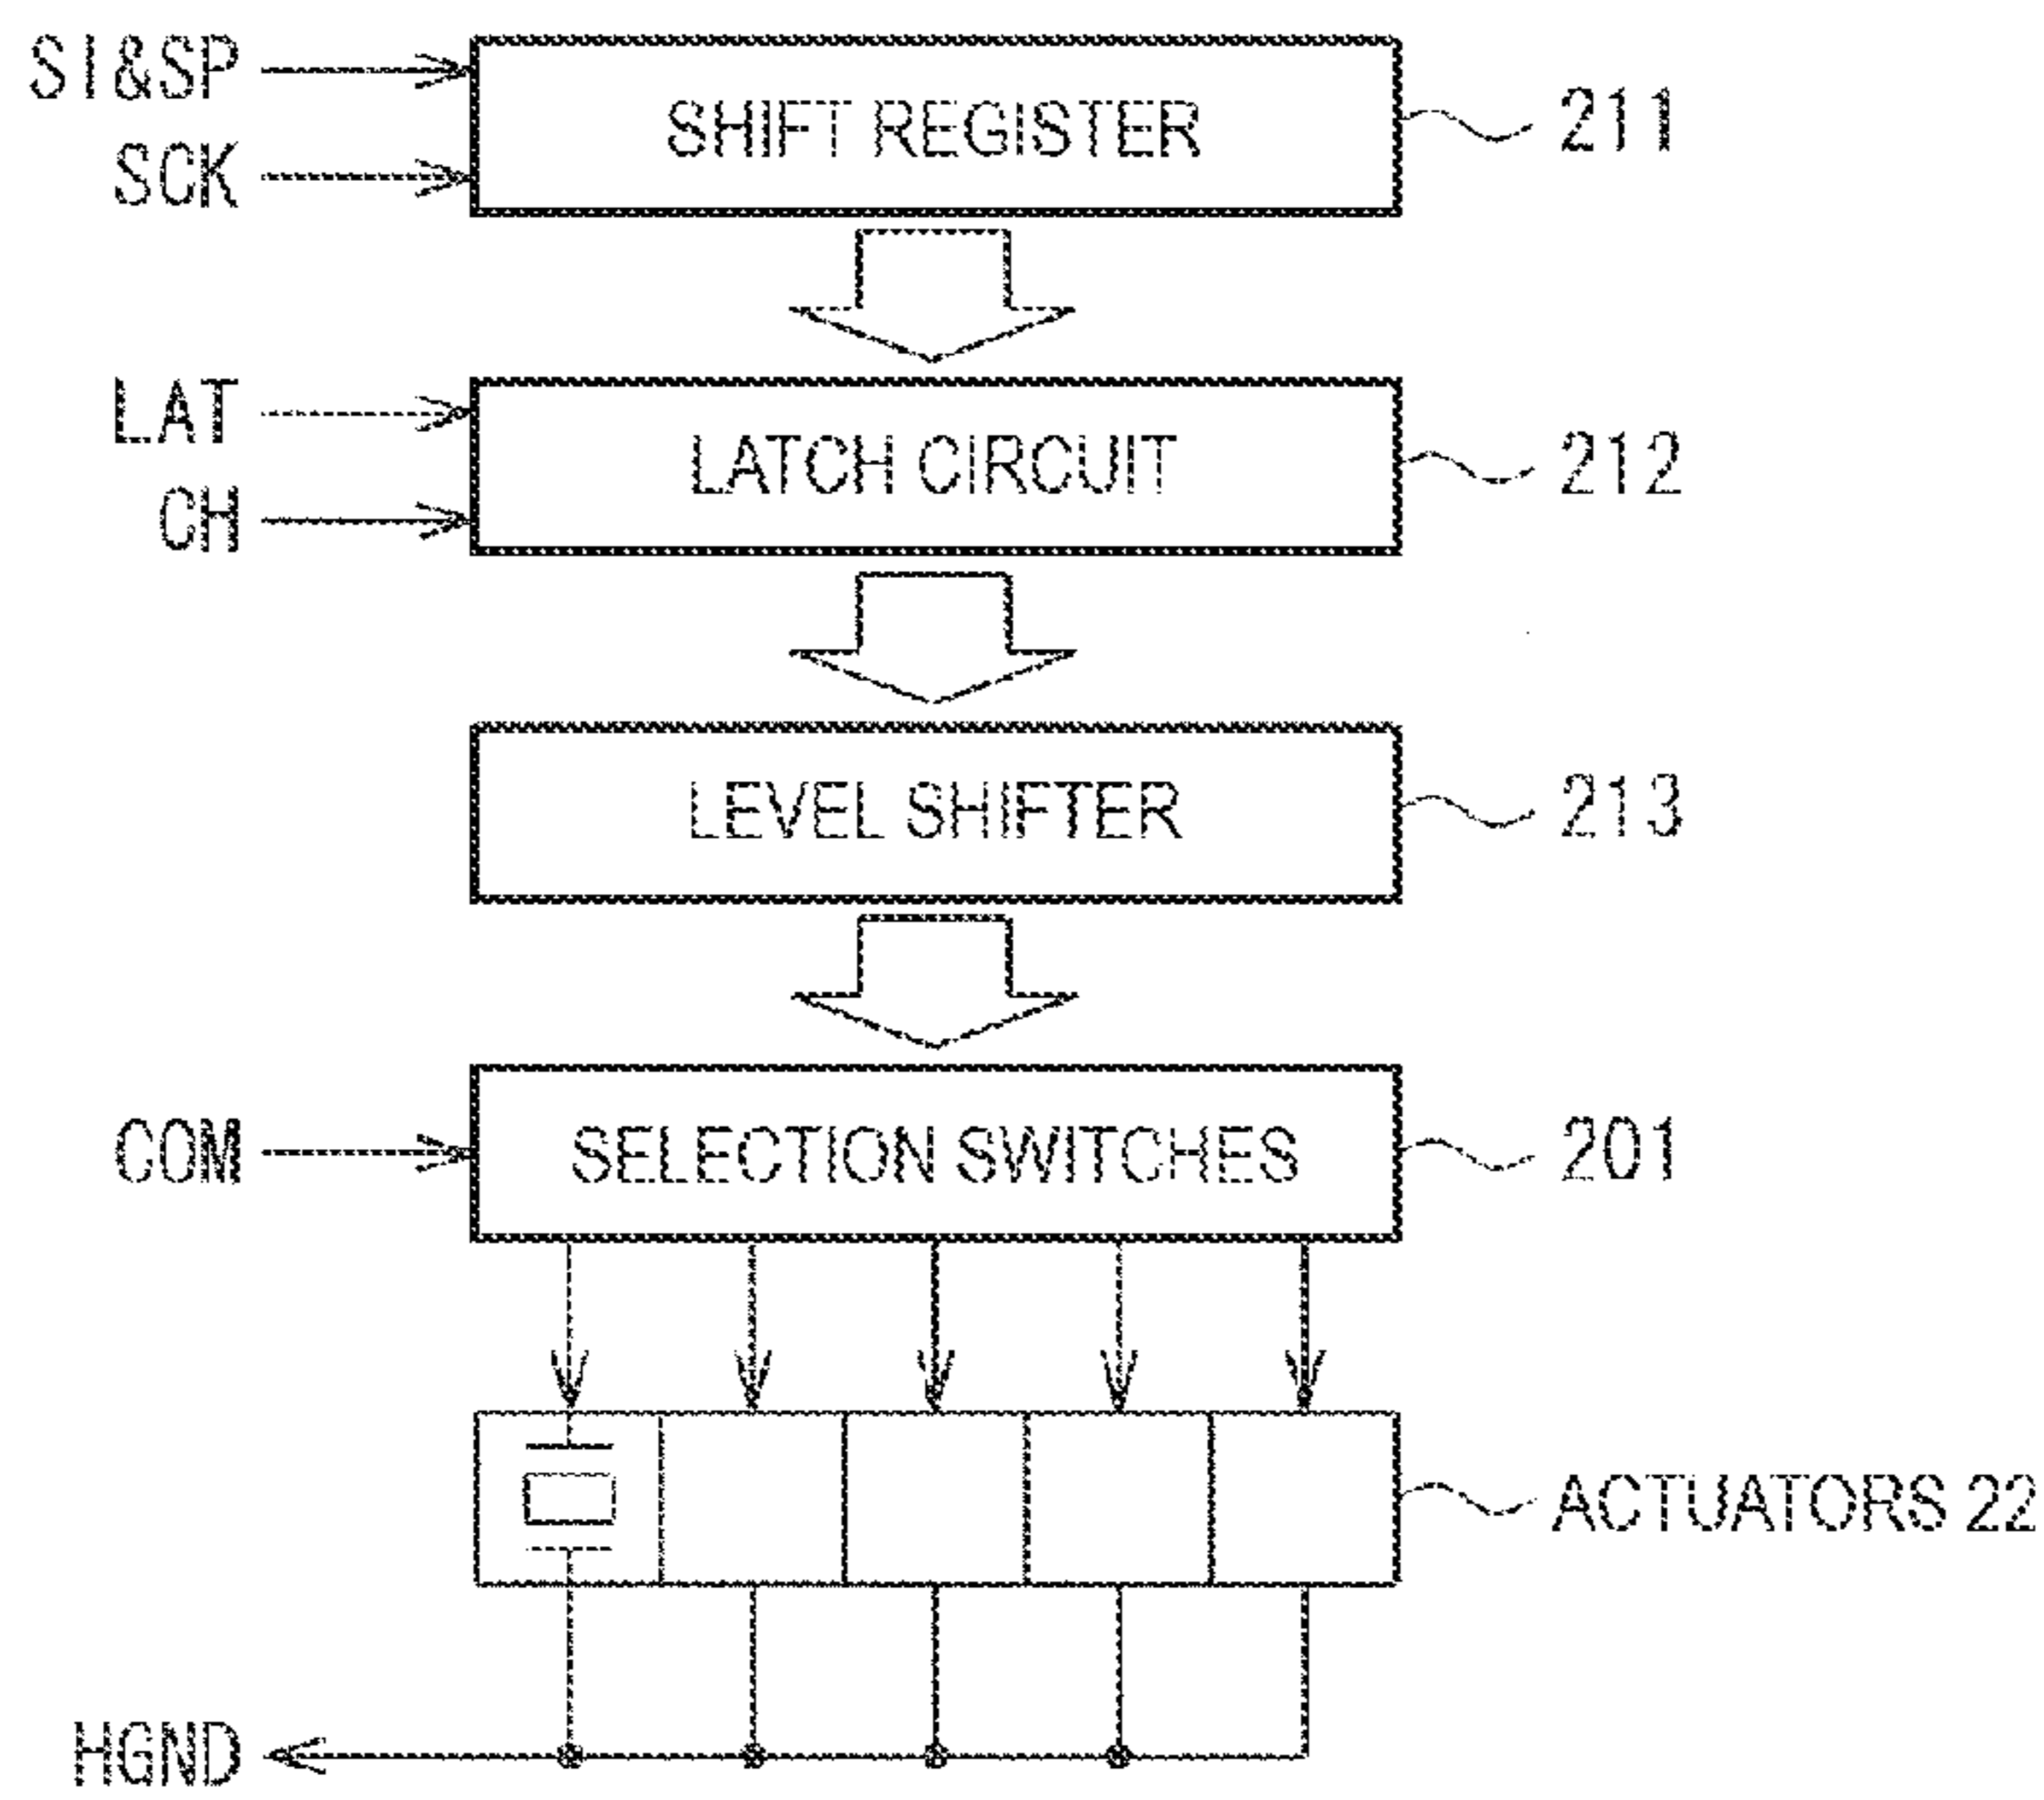 SI&SP
SHIFT REGISTER
211
SCK
LAT
LATCH CIRCUIT
212
CH
LEVEL SHIFTER
213
COM
SELECTION SWITCHES
201
ACTUATORS 22
HGND